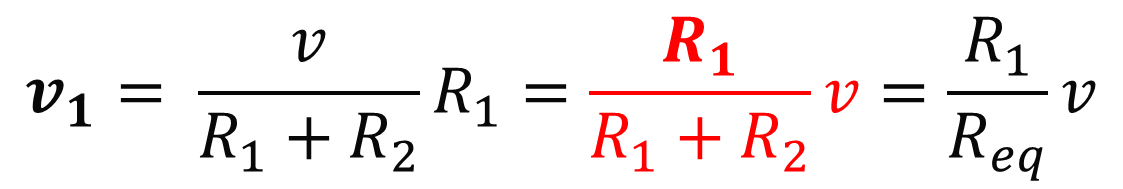 v₁ = v / (R₁ + R₂) R₁ = R₁ / (R₁ + R₂) v = R₁ / R_eq v